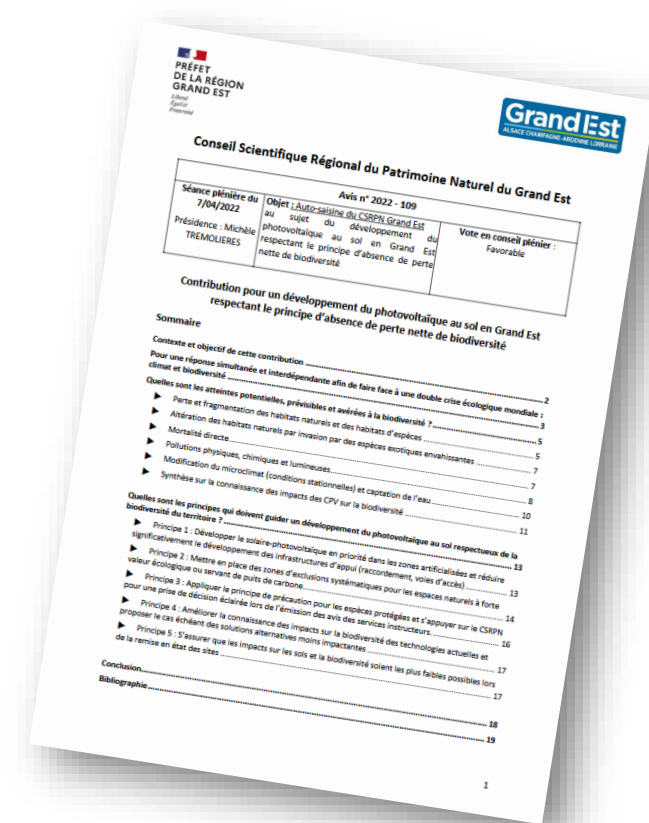 PRÉFET
DE LA RÉGION
GRAND EST
Liberté
Égalité
Fraternité
Grand Est
ALSACE CHAMPAGNE-ARDENNE LORRAINE
Conseil Scientifique Régional du Patrimoine Naturel du Grand Est
Avis n° 2022 - 109
Séance plénière du
7/04/2022
Présidence : Michèle
TREMOLIERES
Objet : Auto-saisine du CSRPN Grand Est
au sujet du développement du
photovoltaïque au sol en Grand Est
respectant le principe d'absence de perte
nette de biodiversité
Vote en conseil plénier :
Favorable
Contribution pour un développement du photovoltaïque au sol en Grand Est
respectant le principe d'absence de perte nette de biodiversité
Sommaire
Contexte et objectif de cette contribution ... 2
Pour une réponse simultanée et interdépendante afin de faire face à une double crise écologique mondiale :
climat et biodiversité ... 3
Quelles sont les atteintes potentielles, prévisibles et avérées à la biodiversité ? ... 5
► Perte et fragmentation des habitats naturels et des habitats d'espèces ... 5
► Altération des habitats naturels par invasion par des espèces exotiques envahissantes ... 7
► Mortalité directe ... 7
► Pollutions physiques, chimiques et lumineuses ... 8
► Modification du microclimat (conditions stationnelles) et captation de l'eau ... 10
► Synthèse sur la connaissance des impacts des CPV sur la biodiversité ... 11
Quelles sont les principes qui doivent guider un développement du photovoltaïque au sol respectueux de la
biodiversité du territoire ? ... 13
► Principe 1 : Développer le solaire-photovoltaïque en priorité dans les zones artificialisées et réduire
significativement le développement des infrastructures d'appui (raccordement, voies d'accès) ... 13
► Principe 2 : Mettre en place des zones d'exclusions systématiques pour les espaces naturels à forte
valeur écologique ou servant de puits de carbone ... 14
► Principe 3 : Appliquer le principe de précaution pour les espèces protégées et s'appuyer sur le CSRPN
pour une prise de décision éclairée lors de l'émission des avis des services instructeurs ... 16
► Principe 4 : Améliorer la connaissance des impacts sur la biodiversité des technologies actuelles et
proposer le cas échéant des solutions alternatives moins impactantes ... 17
► Principe 5 : S'assurer que les impacts sur les sols et la biodiversité soient les plus faibles possibles lors
de la remise en état des sites ... 17
Conclusion ... 18
Bibliographie ... 19
1